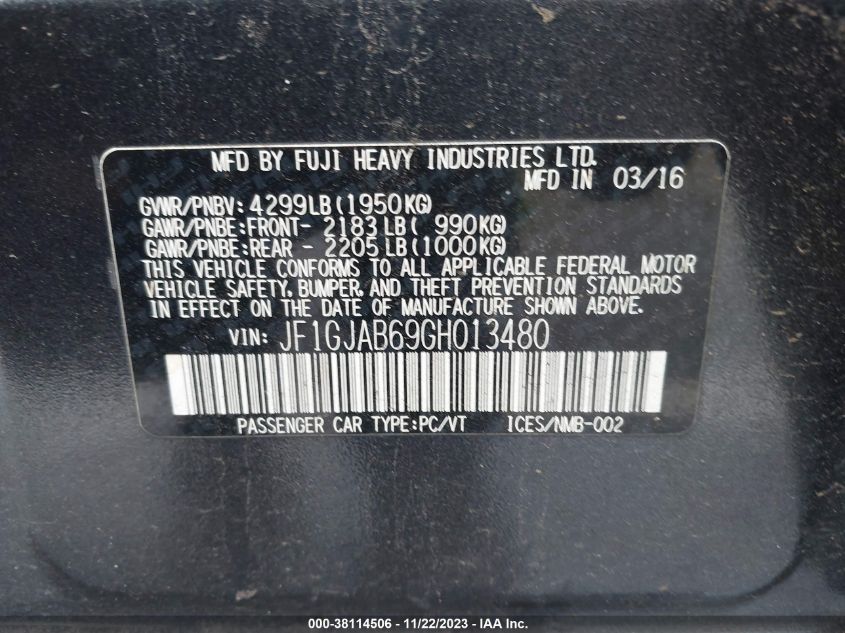 MFD BY FUJI HEAVY INDUSTRIES LTD.
MFD IN 03/16
GVWR/PNBV: 4299LB(1950KG)
GAWR/PNBE:FRONT- 2183LB( 990KG)
GAWR/PNBE:REAR - 2205LB(1000KG)
THIS VEHICLE CONFORMS TO ALL APPLICABLE FEDERAL MOTOR
VEHICLE SAFETY, BUMPER, AND THEFT PREVENTION STANDARDS
IN EFFECT ON THE DATE OF MANUFACTURE SHOWN ABOVE.
VIN: JF1GJAB69GH013480
PASSENGER CAR TYPE:PC/VT ICES/NMB-002
000-38114506 - 11/22/2023 - IAA Inc.